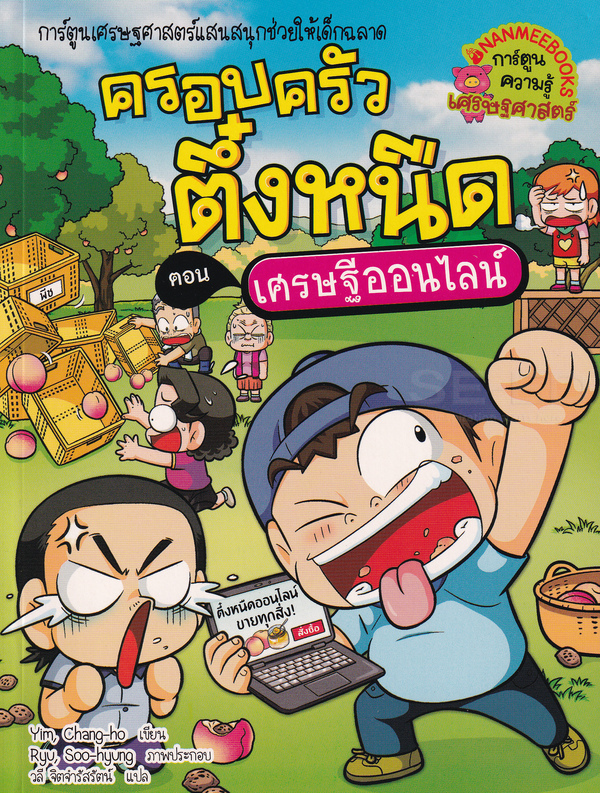 การ์ตูนเศรษฐศาสตร์แสนสนุกช่วยให้เด็กฉลาด
NANMEEBOOKS
การ์ตูน
ความรู้
เศรษฐศาสตร์
ครอบครัว
ตึ๋งหนืด
ตอน
เศรษฐีออนไลน์
พีช
ตึ๋งหนืดออนไลน์
ขายทุกสิ่ง!
สั่งซื้อ
Yim, Chang-ho เขียน
Ryu, Soo-hyung ภาพประกอบ
วลี จิตจำรัสรัตน์ แปล